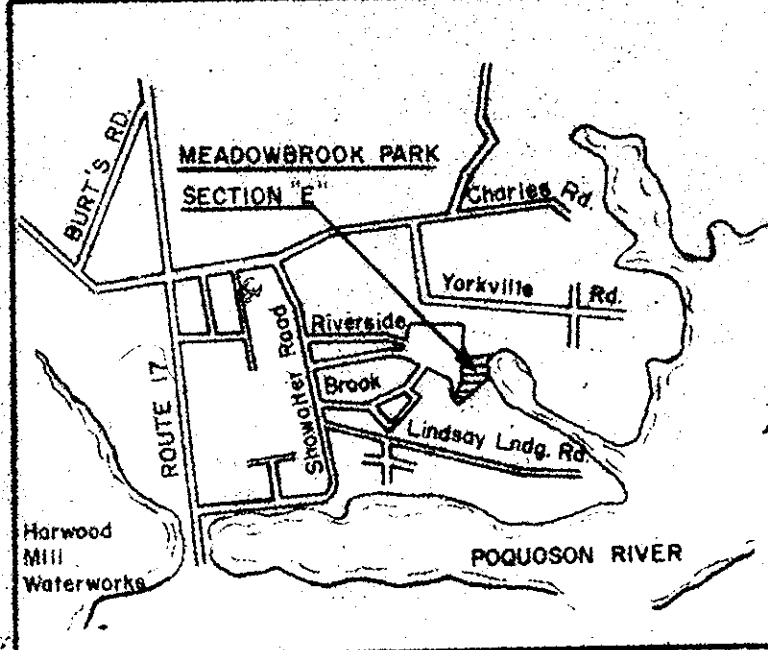 BURT'S RD.
MEADOWBROOK PARK
SECTION "E"
Charles Rd.
Yorkville Rd.
Riverside
Showalter Road
Brook
ROUTE 17
Lindsay Lndg. Rd.
Harwood
Mill
Waterworks
POQUOSON RIVER